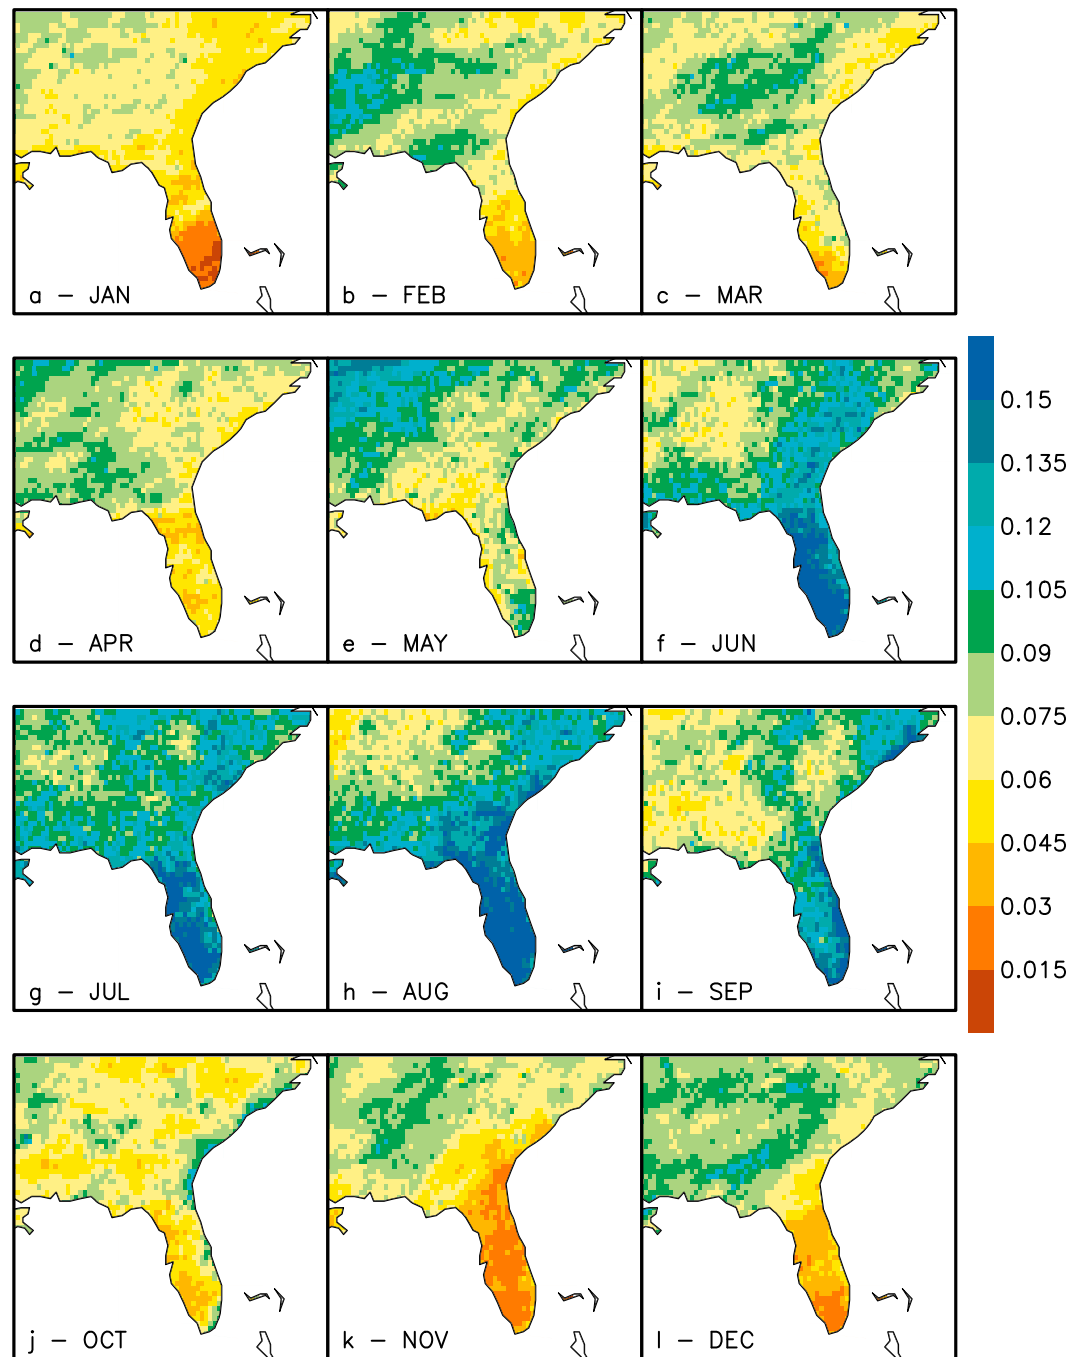 a – JAN
b – FEB
c – MAR
d – APR
e – MAY
f – JUN
g – JUL
h – AUG
i – SEP
j – OCT
k – NOV
l – DEC
0.15
0.135
0.12
0.105
0.09
0.075
0.06
0.045
0.03
0.015